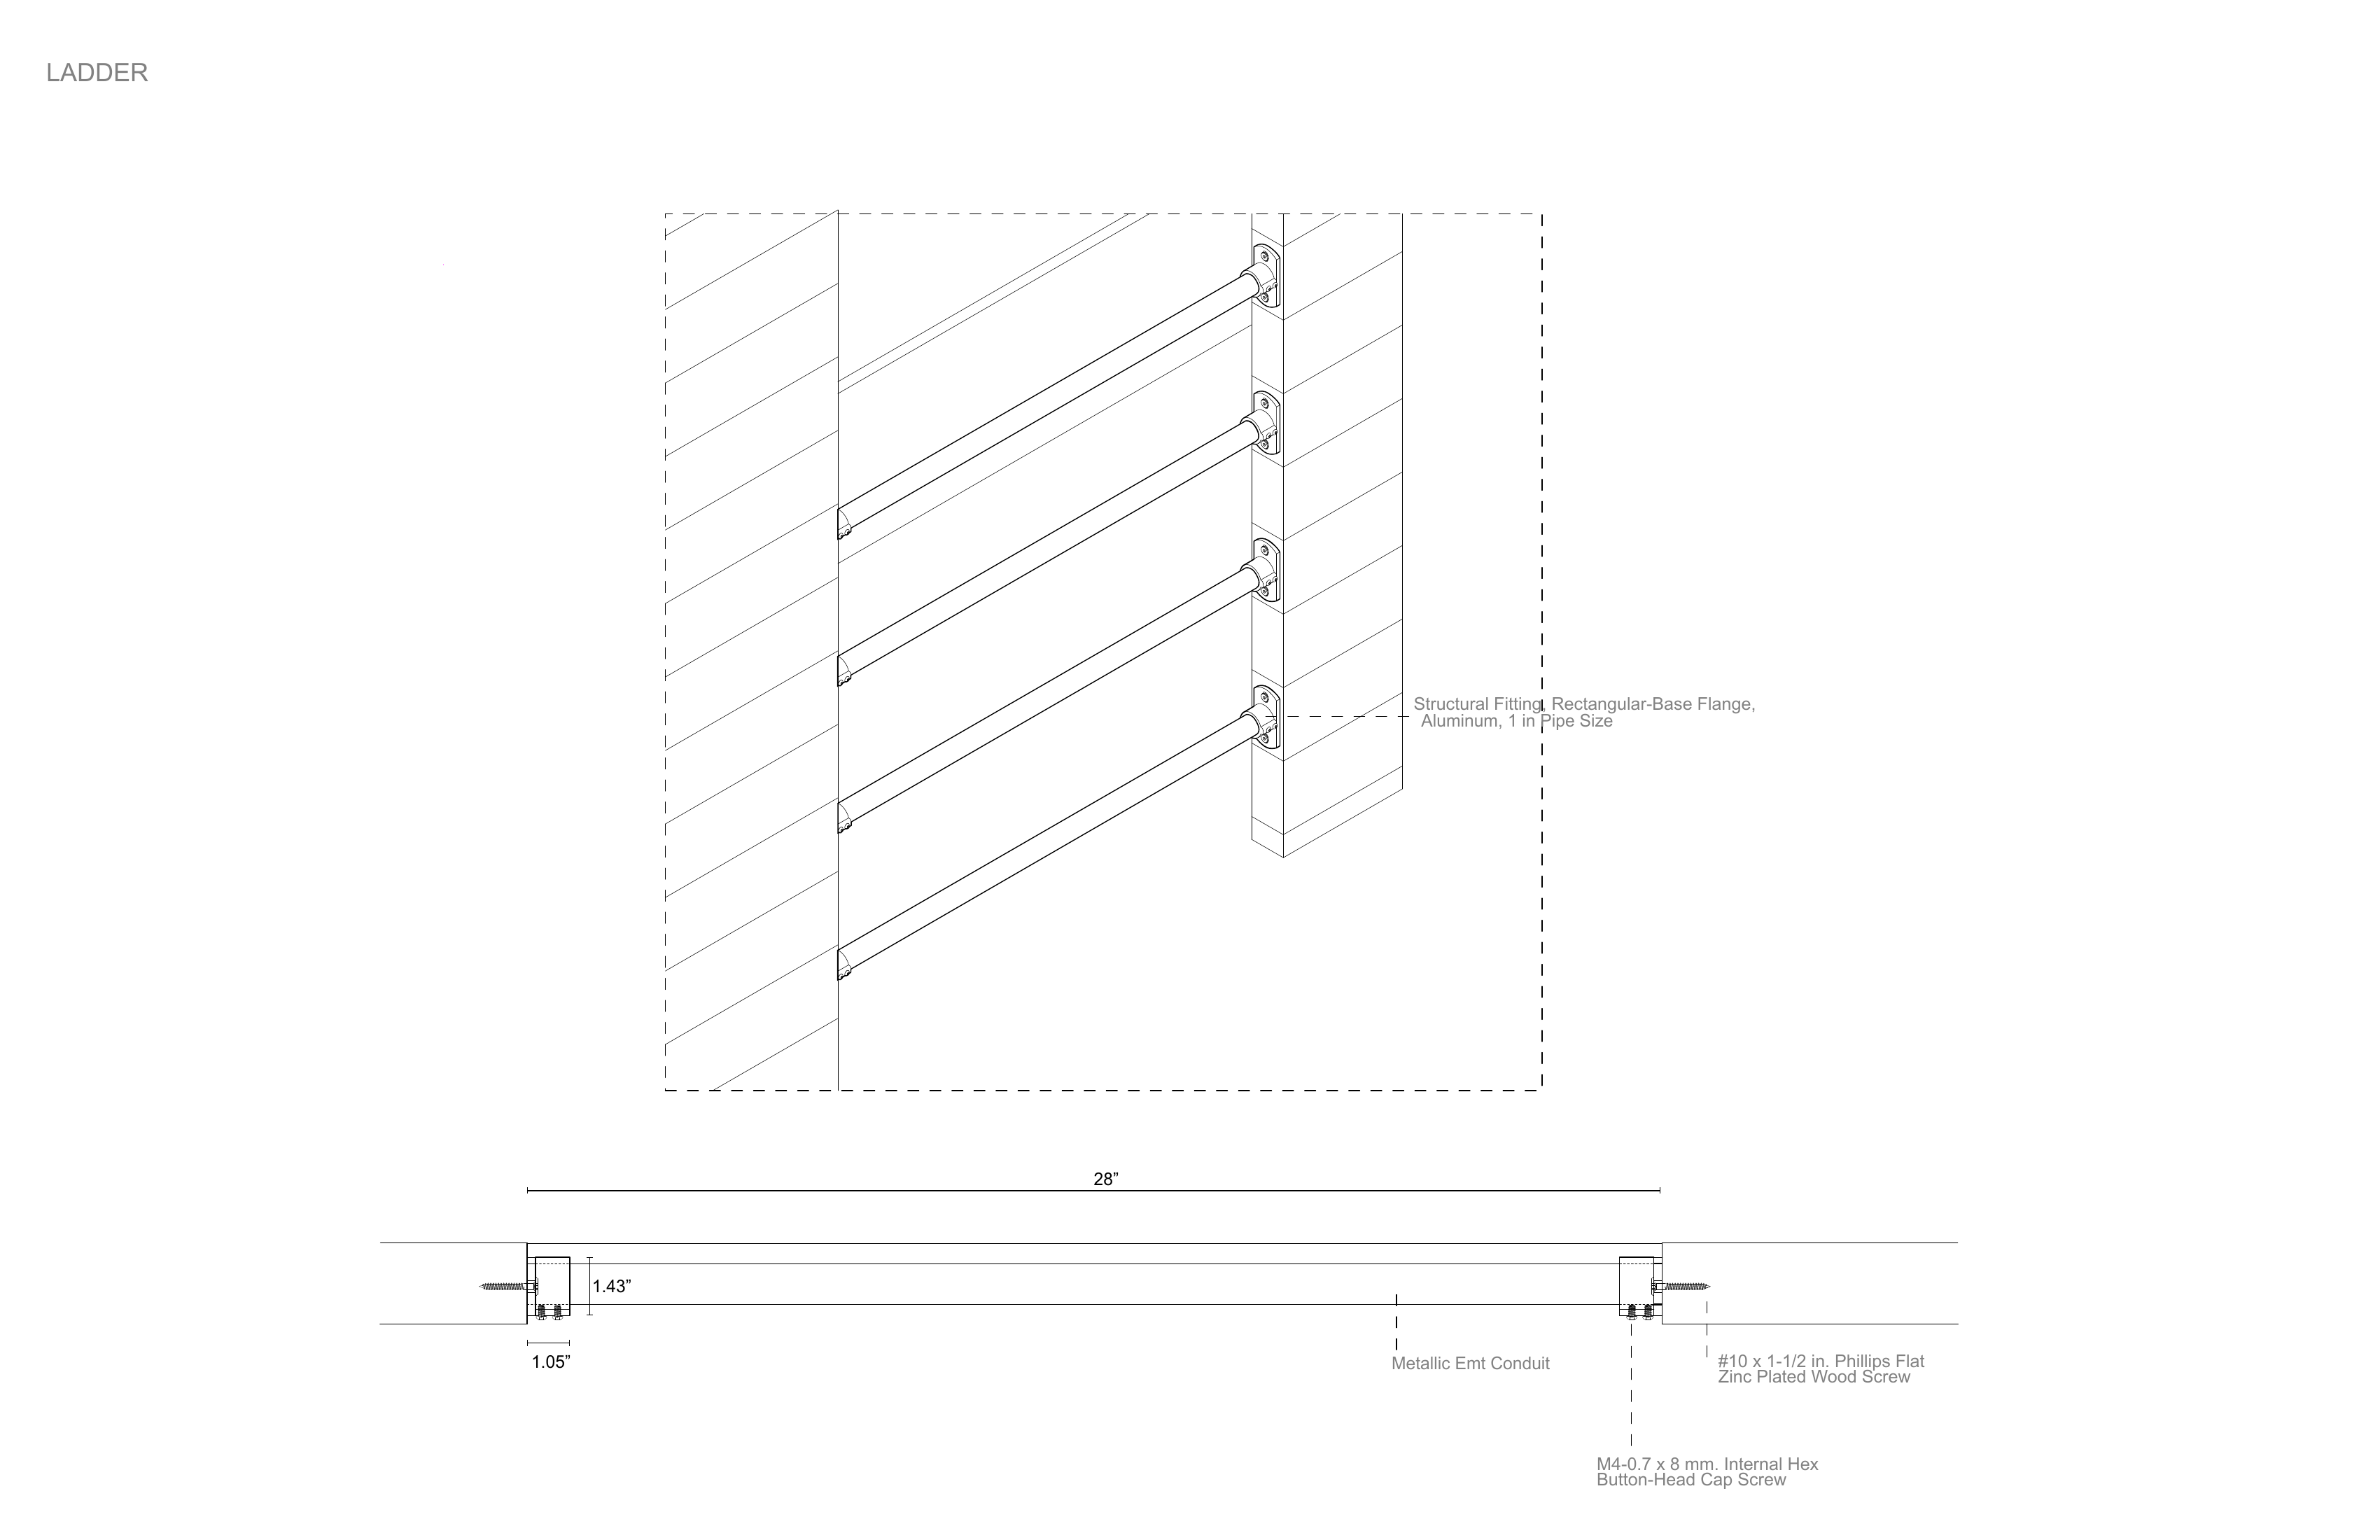 LADDER
Structural Fitting, Rectangular-Base Flange,
Aluminum, 1 in Pipe Size
28”
1.43”
1.05”
Metallic Emt Conduit
#10 x 1-1/2 in. Phillips Flat
Zinc Plated Wood Screw
M4-0.7 x 8 mm. Internal Hex
Button-Head Cap Screw